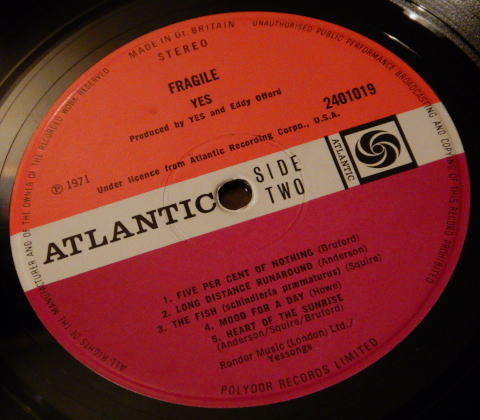 MADE IN Gt. BRITAIN
UNAUTHORISED PUBLIC PERFORMANCE BROADCASTING AND COPYING OF THIS RECORD PROHIBITED
ALL RIGHTS OF THE MANUFACTURER AND OF THE OWNER OF THE RECORDED WORK RESERVED
STEREO
FRAGILE
YES
Produced by YES and Eddy Offord
2401019
℗ 1971
Under licence from Atlantic Recording Corpn., U.S.A.
ATLANTIC
SIDE
TWO
ATLANTIC
1. FIVE PER CENT OF NOTHING (Bruford)
2. LONG DISTANCE RUNAROUND (Anderson)
3. THE FISH (schindleria præmaturus) (Squire)
4. MOOD FOR A DAY (Howe)
5. HEART OF THE SUNRISE
(Anderson/Squire/Bruford)
Rondor Music (London) Ltd./
Yessongs
POLYDOR RECORDS LIMITED